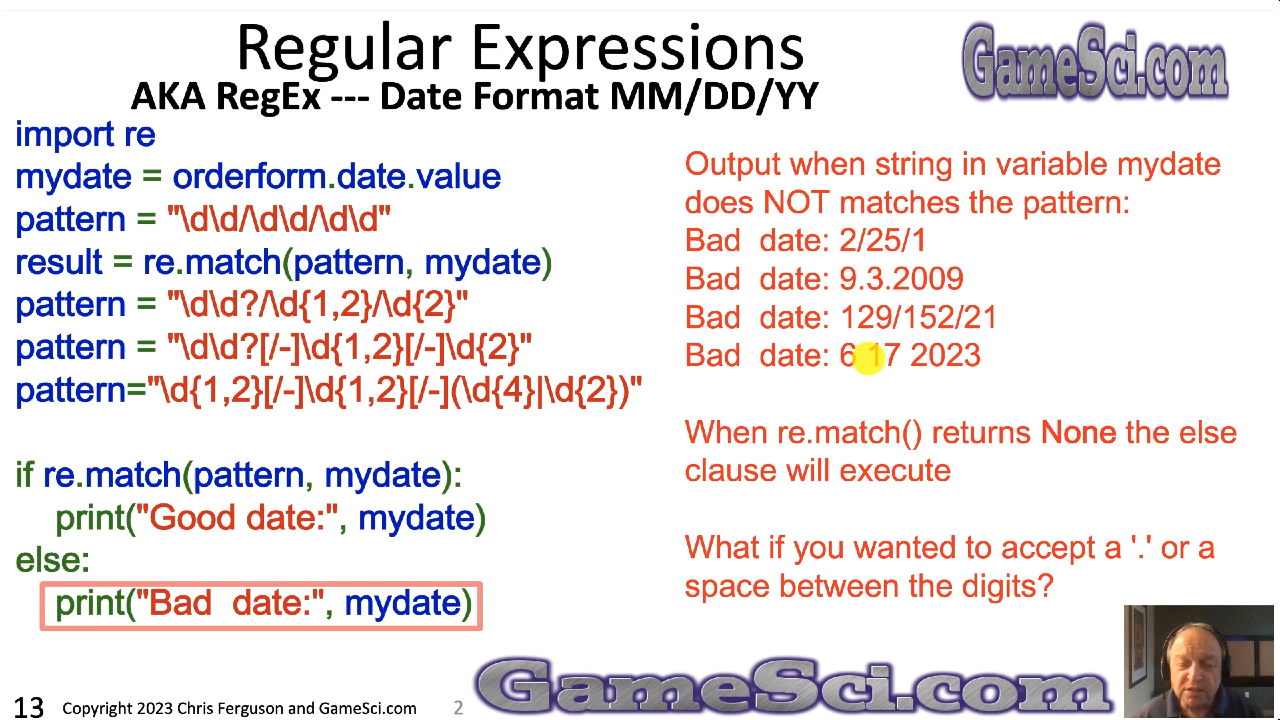 Regular Expressions
AKA RegEx --- Date Format MM/DD/YY
GameSci.com
import re
mydate = orderform.date.value
pattern = "\d\d/\d\d/\d\d"
result = re.match(pattern, mydate)
pattern = "\d\d?/\d{1,2}/\d{2}"
pattern = "\d\d?[/-]\d{1,2}[/-]\d{2}"
pattern="\d{1,2}[/-]\d{1,2}[/-](\d{4}|\d{2})"
if re.match(pattern, mydate):
print("Good date:", mydate)
else:
print("Bad  date:", mydate)
Output when string in variable mydate
does NOT matches the pattern:
Bad  date: 2/25/1
Bad  date: 9.3.2009
Bad  date: 129/152/21
Bad  date: 6 17 2023
When re.match() returns None the else
clause will execute
What if you wanted to accept a '.' or a
space between the digits?
13 Copyright 2023 Chris Ferguson and GameSci.com 2
GameSci.com